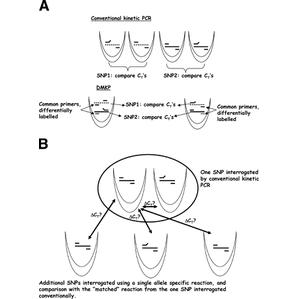 A
Conventional kinetic PCR
SNP1: compare CT's
SNP2: compare CT's
DMKP
Common primers,
differentially
labelled
SNP1: compare CT's
SNP2: compare CT's
Common primers,
differentially
labelled
B
One SNP interrogated
by conventional kinetic
PCR
ΔCT?
ΔCT?
ΔCT?
ΔCT?
Additional SNPs interrogated using a single allele specific reaction, and
comparison with the "matched" reaction from the one SNP interrogated
conventionally.